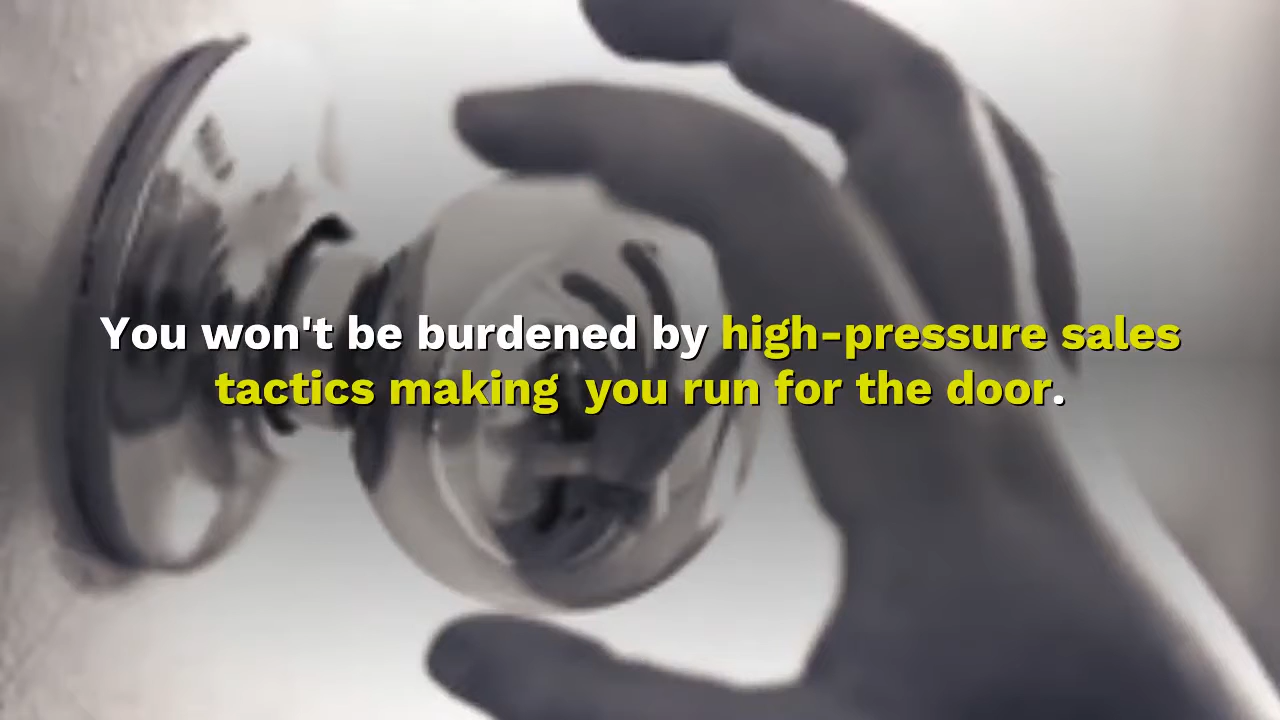 You won't be burdened by high-pressure sales
tactics making  you run for the door.